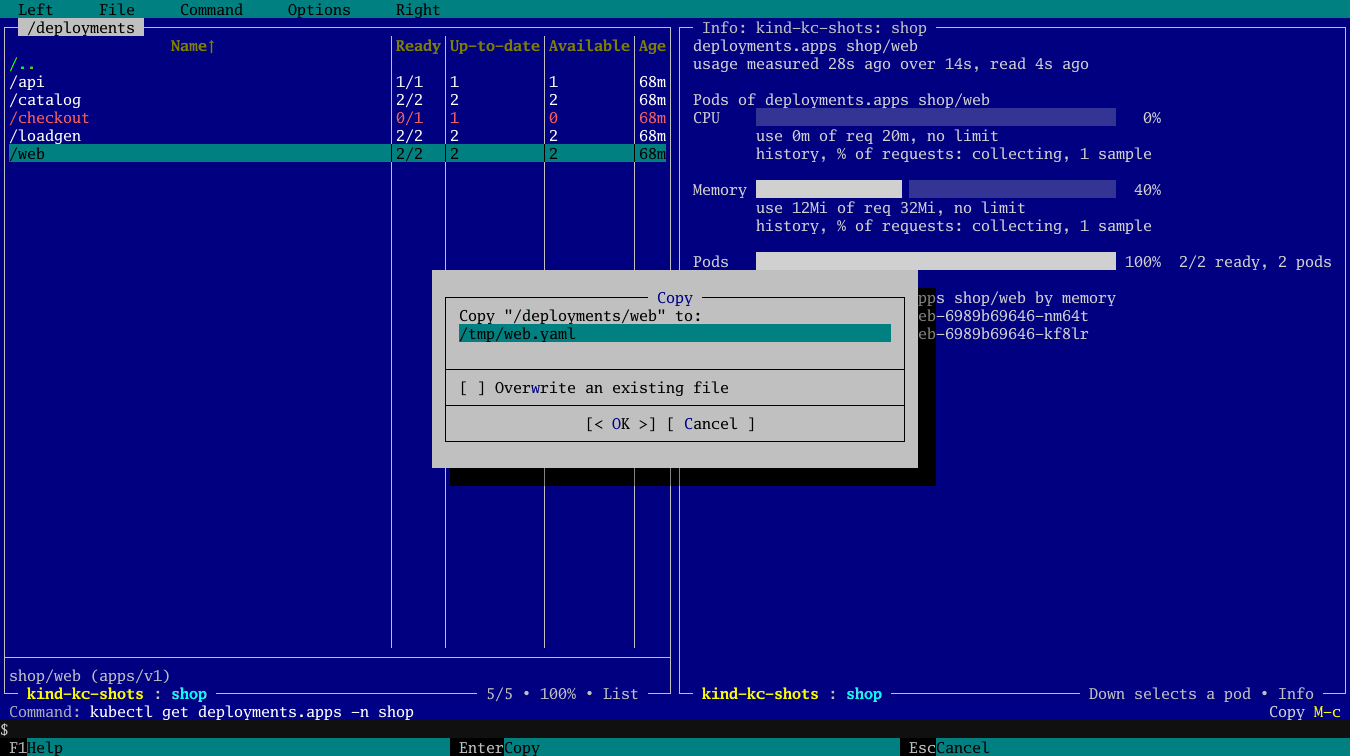 Left File Command Options Right
/deployments
Name↑ Ready Up-to-date Available Age
/..
/api 1/1 1 1 68m
/catalog 2/2 2 2 68m
/checkout 0/1 1 0 68m
/loadgen 2/2 2 2 68m
/web 2/2 2 2 68m
shop/web (apps/v1)
kind-kc-shots : shop 5/5 • 100% • List
Info: kind-kc-shots: shop
deployments.apps shop/web
usage measured 28s ago over 14s, read 4s ago
Pods of deployments.apps shop/web
CPU 0%
use 0m of req 20m, no limit
history, % of requests: collecting, 1 sample
Memory 40%
use 12Mi of req 32Mi, no limit
history, % of requests: collecting, 1 sample
Pods 100% 2/2 ready, 2 pods
pps shop/web by memory
eb-6989b69646-nm64t
eb-6989b69646-kf8lr
kind-kc-shots : shop Down selects a pod • Info
Copy
Copy "/deployments/web" to:
/tmp/web.yaml
[ ] Overwrite an existing file
[< OK >] [ Cancel ]
Command: kubectl get deployments.apps -n shop Copy M-c
$
F1Help EnterCopy EscCancel